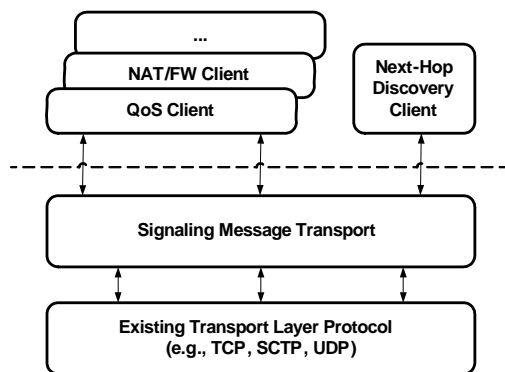 ...
NAT/FW Client
QoS Client
Next-Hop
Discovery
Client
Signaling Message Transport
Existing Transport Layer Protocol
(e.g., TCP, SCTP, UDP)